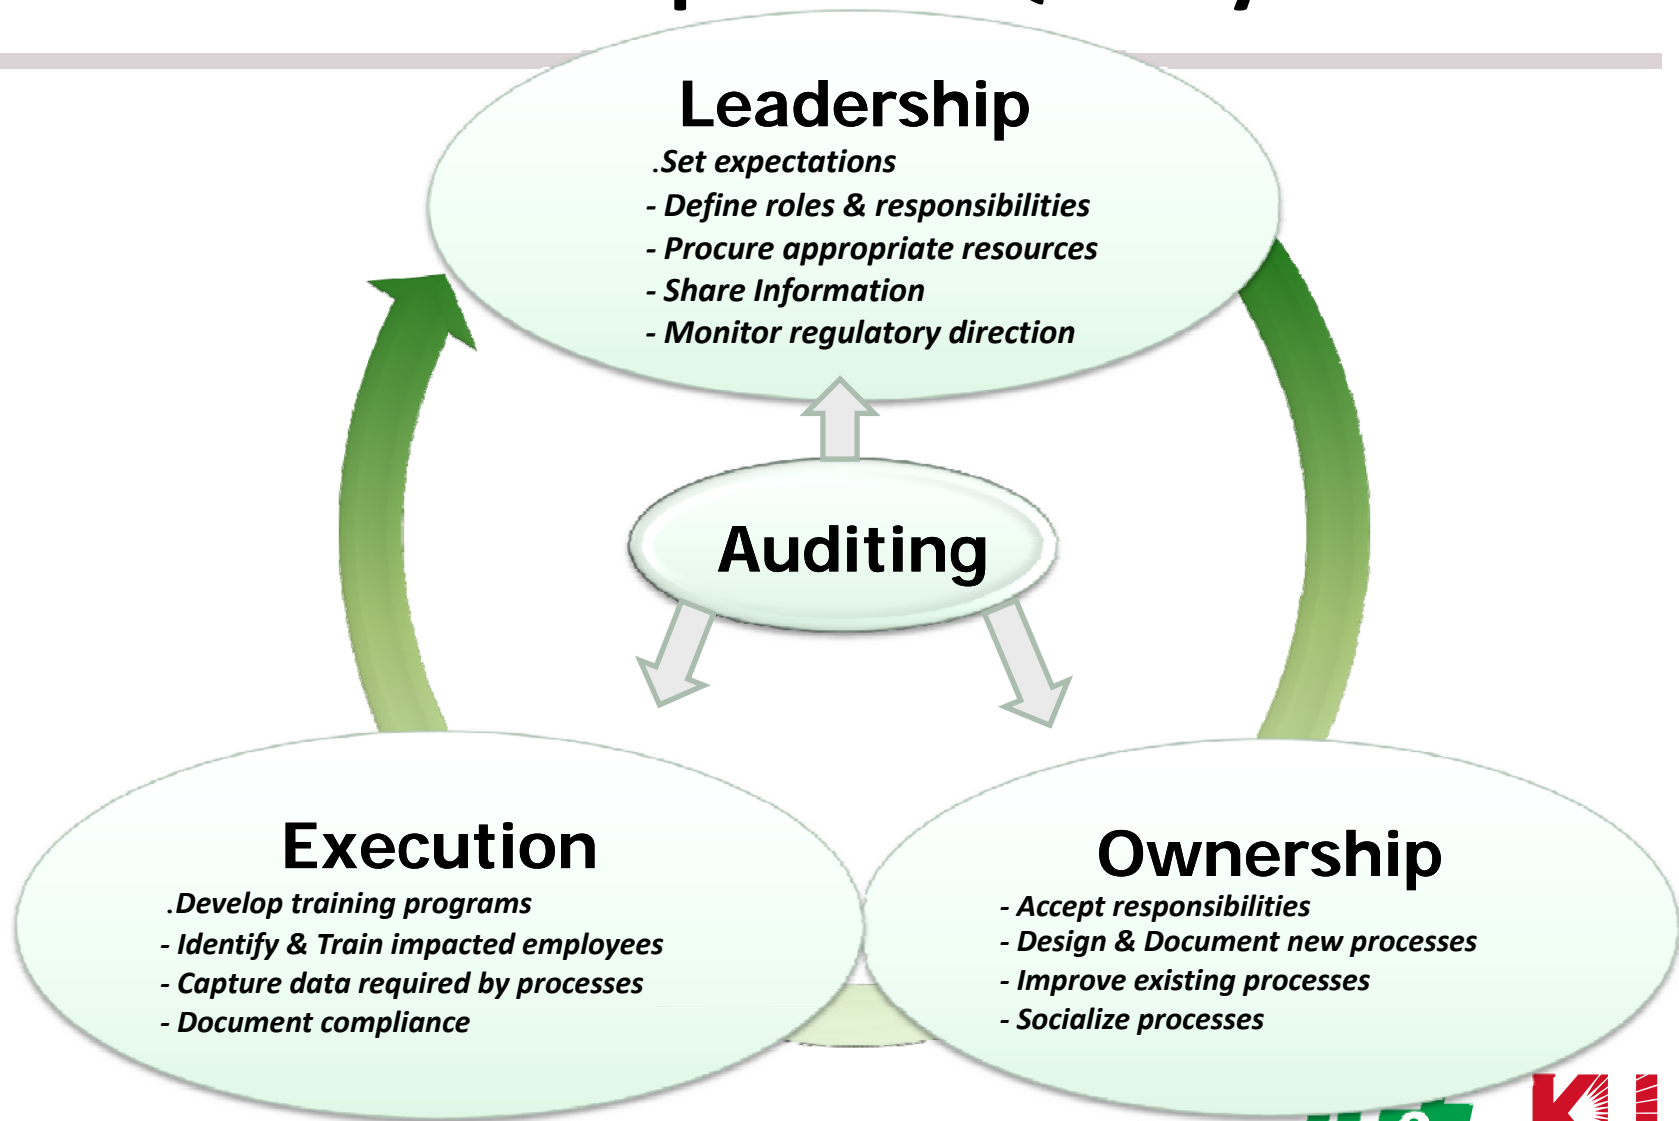 Leadership
.Set expectations
- Define roles & responsibilities
- Procure appropriate resources
- Share Information
- Monitor regulatory direction
Auditing
Execution
.Develop training programs
- Identify & Train impacted employees
- Capture data required by processes
- Document compliance
Ownership
- Accept responsibilities
- Design & Document new processes
- Improve existing processes
- Socialize processes